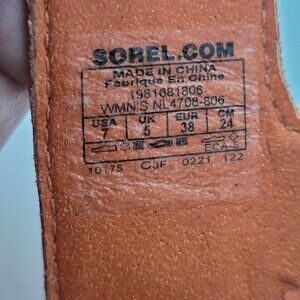 SOREL.COM
MADE IN CHINA
Fabriqué En Chine
1981681806
WMN'S NL4708-806
USA UK EUR CM
7 5 38 24
ECA-5
10175 CJF 0221 122